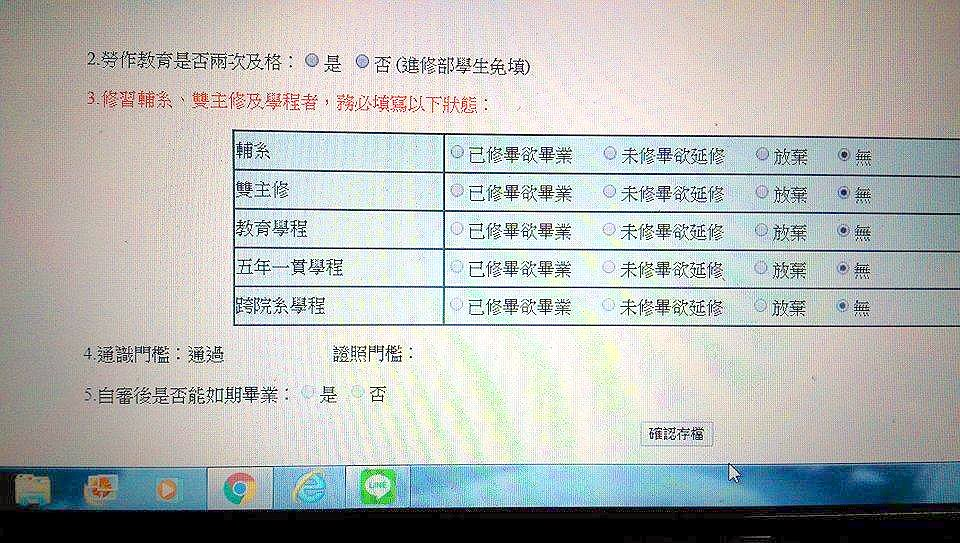 2.勞作教育是否兩次及格：是 否(進修部學生免填)
3.修習輔系、雙主修及學程者，務必填寫以下狀態：
輔系 已修畢欲畢業 未修畢欲延修 放棄 無
雙主修 已修畢欲畢業 未修畢欲延修 放棄 無
教育學程 已修畢欲畢業 未修畢欲延修 放棄 無
五年一貫學程 已修畢欲畢業 未修畢欲延修 放棄 無
跨院系學程 已修畢欲畢業 未修畢欲延修 放棄 無
4.通識門檻：通過 證照門檻：
5.自審後是否能如期畢業：是 否
確認存檔
LINE